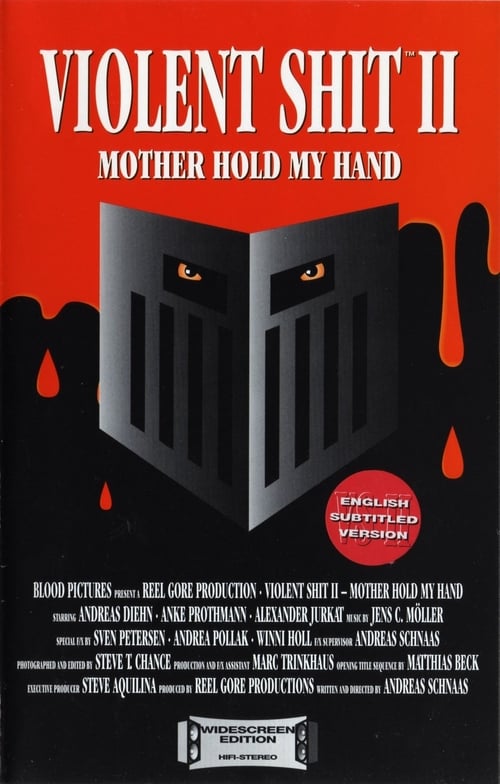 VIOLENT SHIT II™
MOTHER HOLD MY HAND
VS-II
ENGLISH
SUBTITLED
VERSION
BLOOD PICTURES PRESENT A REEL GORE PRODUCTION · VIOLENT SHIT II – MOTHER HOLD MY HAND
STARRING ANDREAS DIEHN · ANKE PROTHMANN · ALEXANDER JURKAT MUSIC BY JENS C. MÖLLER
SPECIAL F/X BY SVEN PETERSEN · ANDREA POLLAK · WINNI HOLL F/X SUPERVISOR ANDREAS SCHNAAS
PHOTOGRAPHED AND EDITED BY STEVE T. CHANCE PRODUCTION AND F/X ASSISTANT MARC TRINKHAUS OPENING TITLE SEQUENCE BY MATTHIAS BECK
EXECUTIVE PRODUCER STEVE AQUILINA PRODUCED BY REEL GORE PRODUCTIONS WRITTEN AND DIRECTED BY ANDREAS SCHNAAS
WIDESCREEN
EDITION
HIFI-STEREO